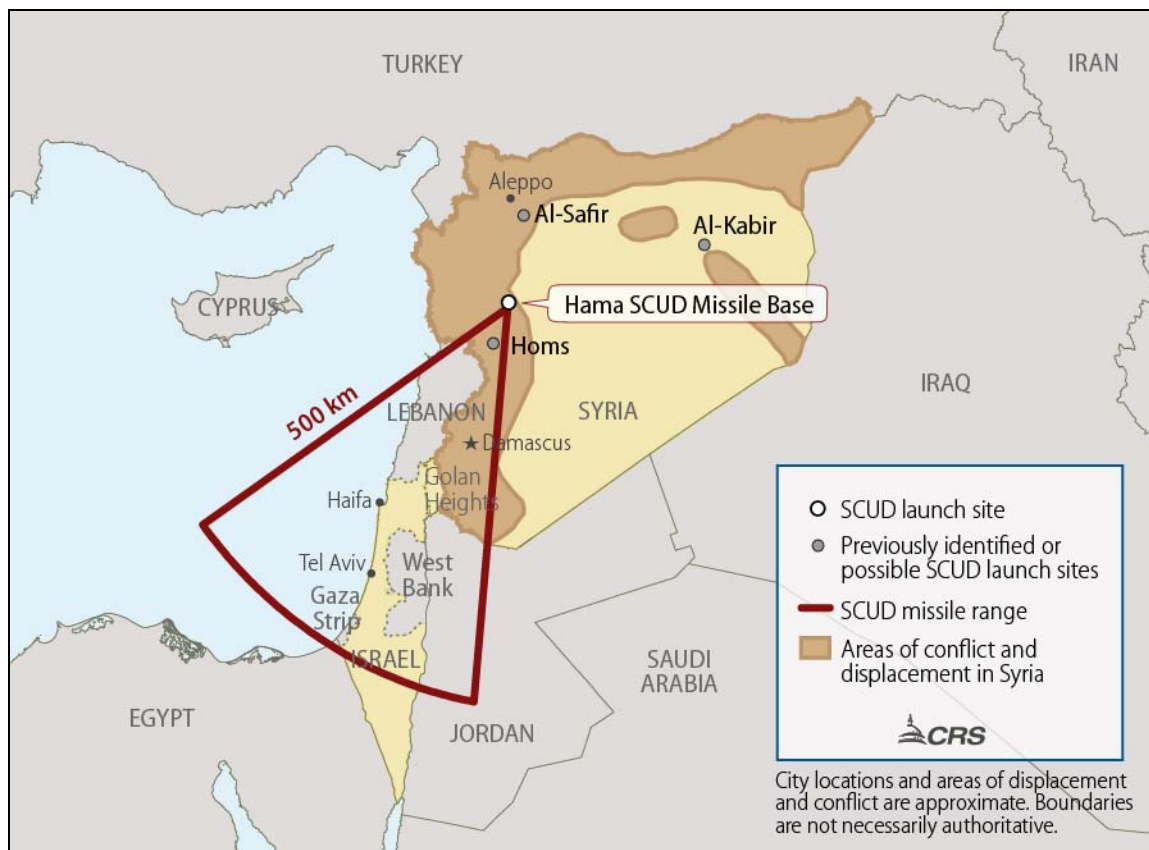 TURKEY
IRAN
Aleppo
Al-Safir
Al-Kabir
CYPRUS
Hama SCUD Missile Base
Homs
500 km
LEBANON
SYRIA
IRAQ
Damascus
Golan
Heights
Haifa
Tel Aviv
West
Bank
Gaza
Strip
ISRAEL
SAUDI
ARABIA
EGYPT
JORDAN
SCUD launch site
Previously identified or
possible SCUD launch sites
SCUD missile range
Areas of conflict and
displacement in Syria
CRS
City locations and areas of displacement
and conflict are approximate. Boundaries
are not necessarily authoritative.